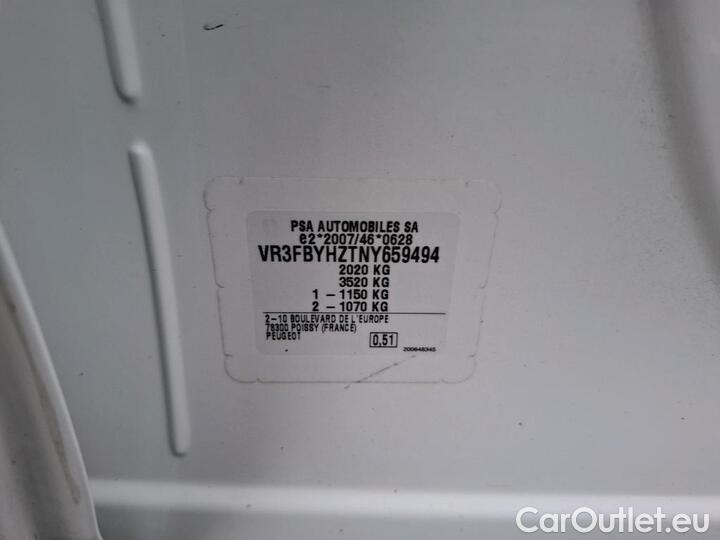 PSA AUTOMOBILES SA
e2*2007/46*0628
VR3FBYHZTNY659494
2020 KG
3520 KG
1 - 1150 KG
2 - 1070 KG
2-10 BOULEVARD DE L'EUROPE
78300 POISSY (FRANCE)
PEUGEOT
0,51
200648345
CarOutlet.eu